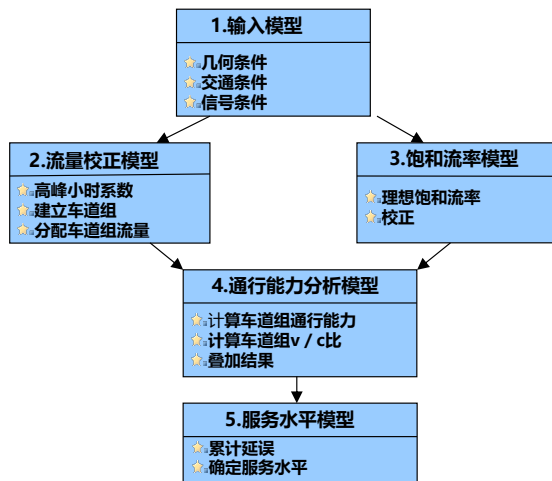 1.输入模型
几何条件
交通条件
信号条件
2.流量校正模型
高峰小时系数
建立车道组
分配车道组流量
3.饱和流率模型
理想饱和流率
校正
4.通行能力分析模型
计算车道组通行能力
计算车道组v / c比
叠加结果
5.服务水平模型
累计延误
确定服务水平